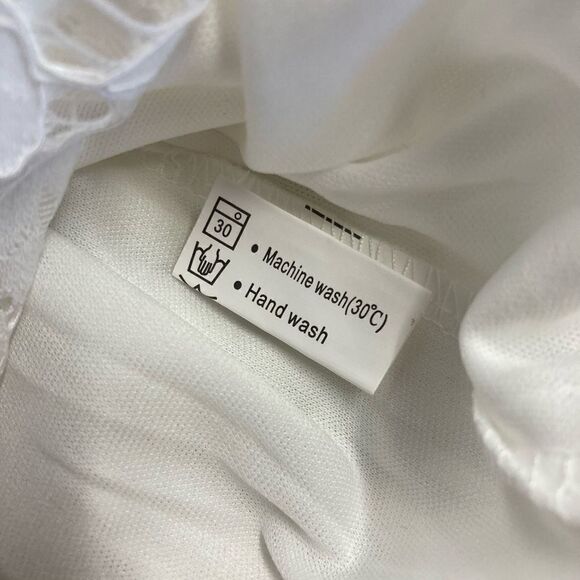 30
• Machine wash(30°C)
• Hand wash